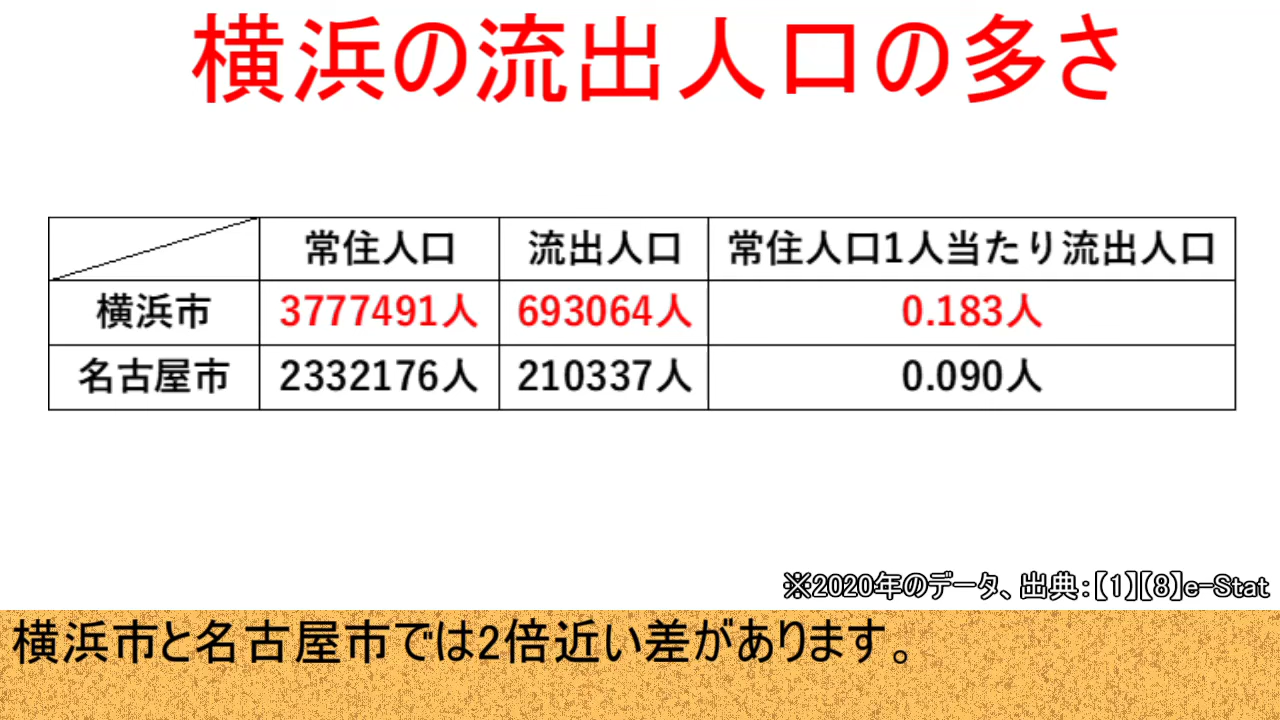 横浜の流出人口の多さ
常住人口 流出人口 常住人口1人当たり流出人口
横浜市 3777491人 693064人 0.183人
名古屋市 2332176人 210337人 0.090人
※2020年のデータ、出典：【1】【8】e-Stat
横浜市と名古屋市では2倍近い差があります。